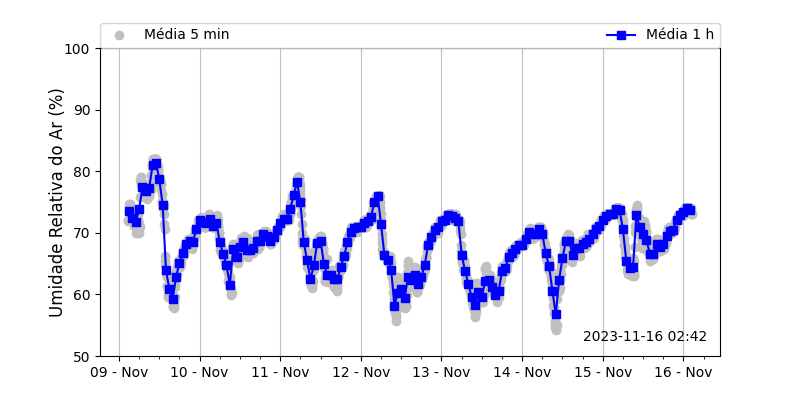 Média 5 min
Média 1 h
Umidade Relativa do Ar (%)
100
90
80
70
60
50
2023-11-16 02:42
09 - Nov
10 - Nov
11 - Nov
12 - Nov
13 - Nov
14 - Nov
15 - Nov
16 - Nov